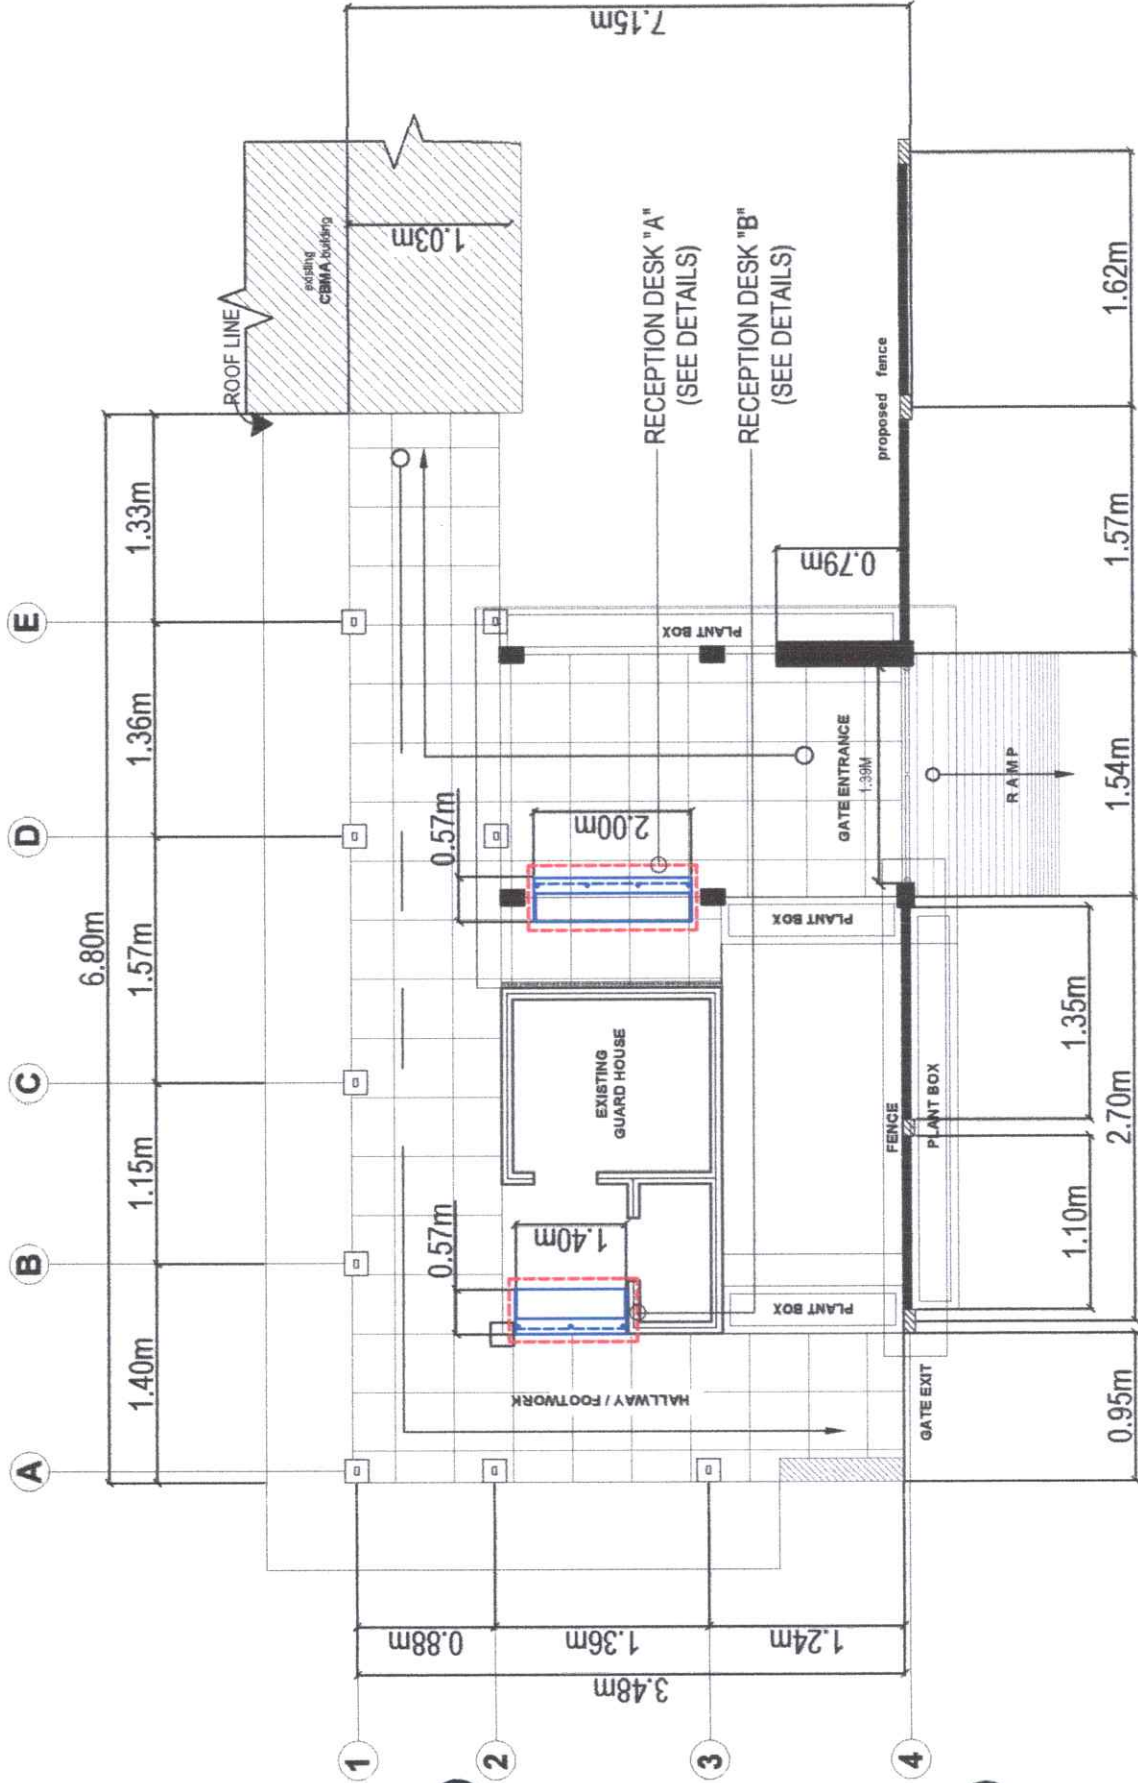 A
B
C
D
E
6.80m
1.40m
1.15m
1.57m
1.36m
1.33m
ROOF LINE
existing
CBMA building
1.03m
7.15m
1
2
3
4
0.88m
1.36m
1.24m
3.48m
0.57m
1.40m
0.57m
2.00m
EXISTING
GUARD HOUSE
HALLWAY / FOOTWORK
PLANT BOX
PLANT BOX
PLANT BOX
RECEPTION DESK "A"
(SEE DETAILS)
RECEPTION DESK "B"
(SEE DETAILS)
0.79m
GATE ENTRANCE
1.39M
proposed fence
FENCE
PLANT BOX
GATE EXIT
RAMP
1.10m
1.35m
0.95m
2.70m
1.54m
1.57m
1.62m